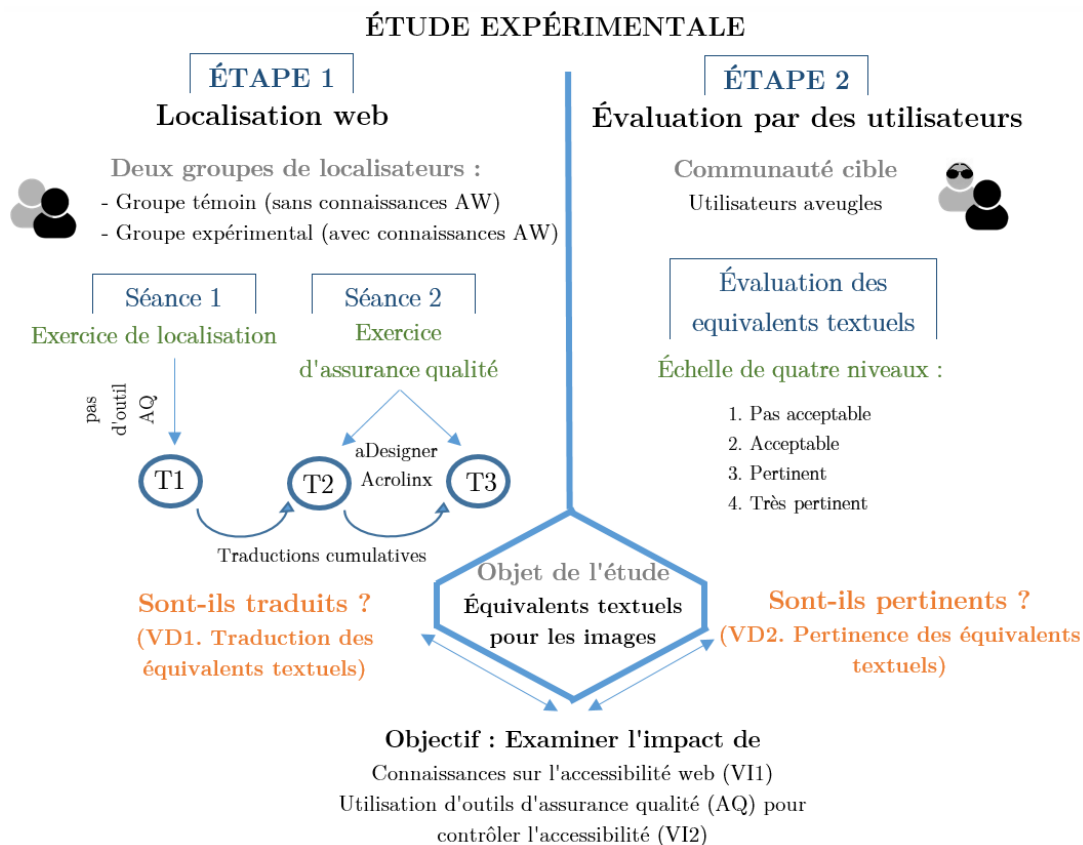 ÉTUDE EXPÉRIMENTALE
ÉTAPE 1
Localisation web
Deux groupes de localisateurs :
- Groupe témoin (sans connaissances AW)
- Groupe expérimental (avec connaissances AW)
Séance 1
Exercice de localisation
Séance 2
Exercice
d'assurance qualité
pas
d'outil
AQ
T1
T2
aDesigner
Acrolinx
T3
Traductions cumulatives
Sont-ils traduits ?
(VD1. Traduction des
équivalents textuels)
ÉTAPE 2
Évaluation par des utilisateurs
Communauté cible
Utilisateurs aveugles
Évaluation des
equivalents textuels
Échelle de quatre niveaux :
1. Pas acceptable
2. Acceptable
3. Pertinent
4. Très pertinent
Objet de l'étude
Équivalents textuels
pour les images
Sont-ils pertinents ?
(VD2. Pertinence des équivalents
textuels)
Objectif : Examiner l'impact de
Connaissances sur l'accessibilité web (VI1)
Utilisation d'outils d'assurance qualité (AQ) pour
contrôler l'accessibilité (VI2)